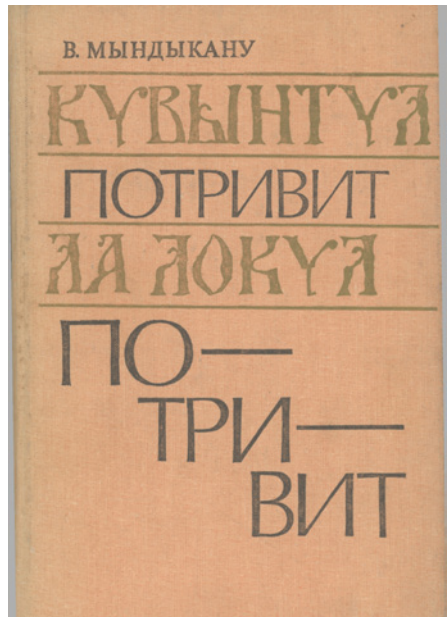 В. МЫНДЫКАНУ
КУВЫНТУЛ
ПОТРИВИТ
ЛА ЛОКУЛ
ПО—
ТРИ—
ВИТ